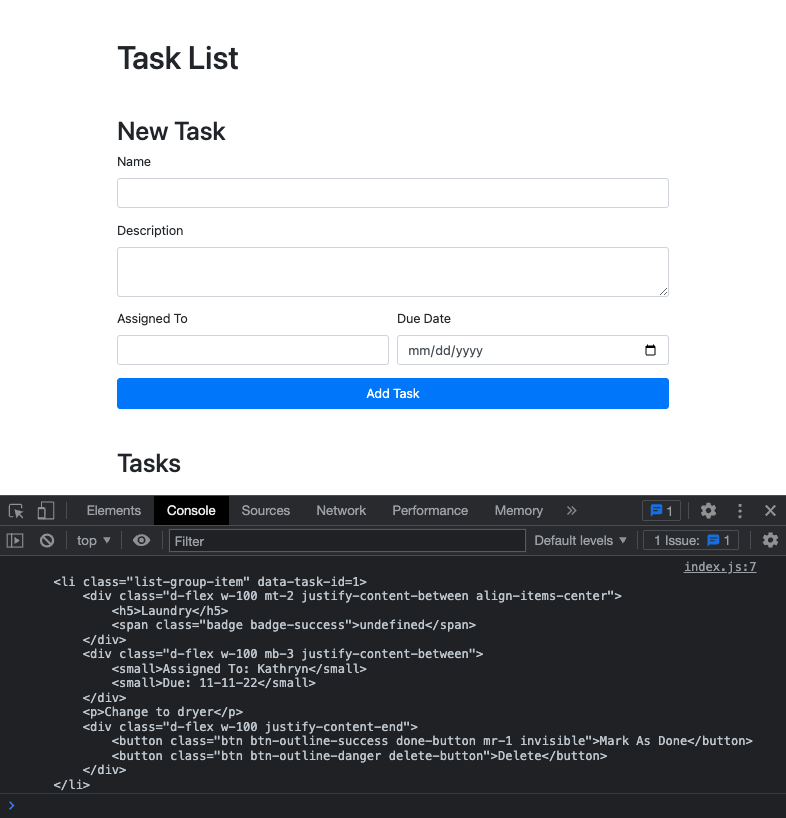 Task List
New Task
Name
Description
Assigned To Due Date
mm/dd/yyyy
Add Task
Tasks
Elements Console Sources Network Performance Memory » 1
top ▼ Filter Default levels ▼ 1 Issue: 1
index.js:7
<li class="list-group-item" data-task-id=1>
<div class="d-flex w-100 mt-2 justify-content-between align-items-center">
<h5>Laundry</h5>
<span class="badge badge-success">undefined</span>
</div>
<div class="d-flex w-100 mb-3 justify-content-between">
<small>Assigned To: Kathryn</small>
<small>Due: 11-11-22</small>
</div>
<p>Change to dryer</p>
<div class="d-flex w-100 justify-content-end">
<button class="btn btn-outline-success done-button mr-1 invisible">Mark As Done</button>
<button class="btn btn-outline-danger delete-button">Delete</button>
</div>
</li>